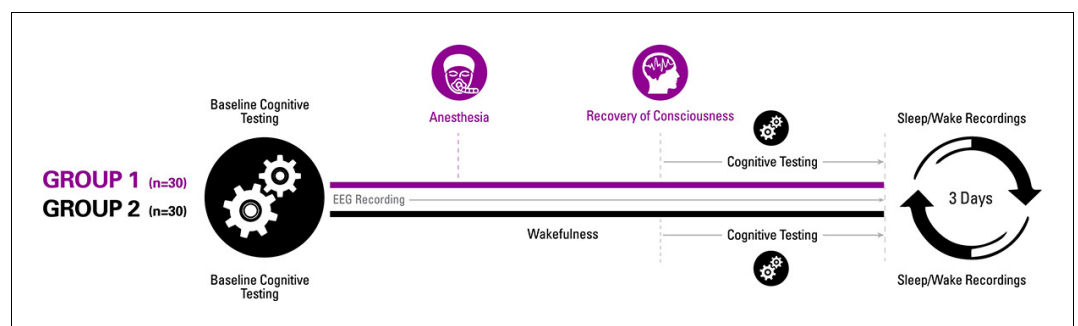 Baseline Cognitive
Testing
Anesthesia
Recovery of Consciousness
Sleep/Wake Recordings
Cognitive Testing
GROUP 1 (n=30)
EEG Recording
3 Days
GROUP 2 (n=30)
Wakefulness
Cognitive Testing
Baseline Cognitive
Testing
Sleep/Wake Recordings